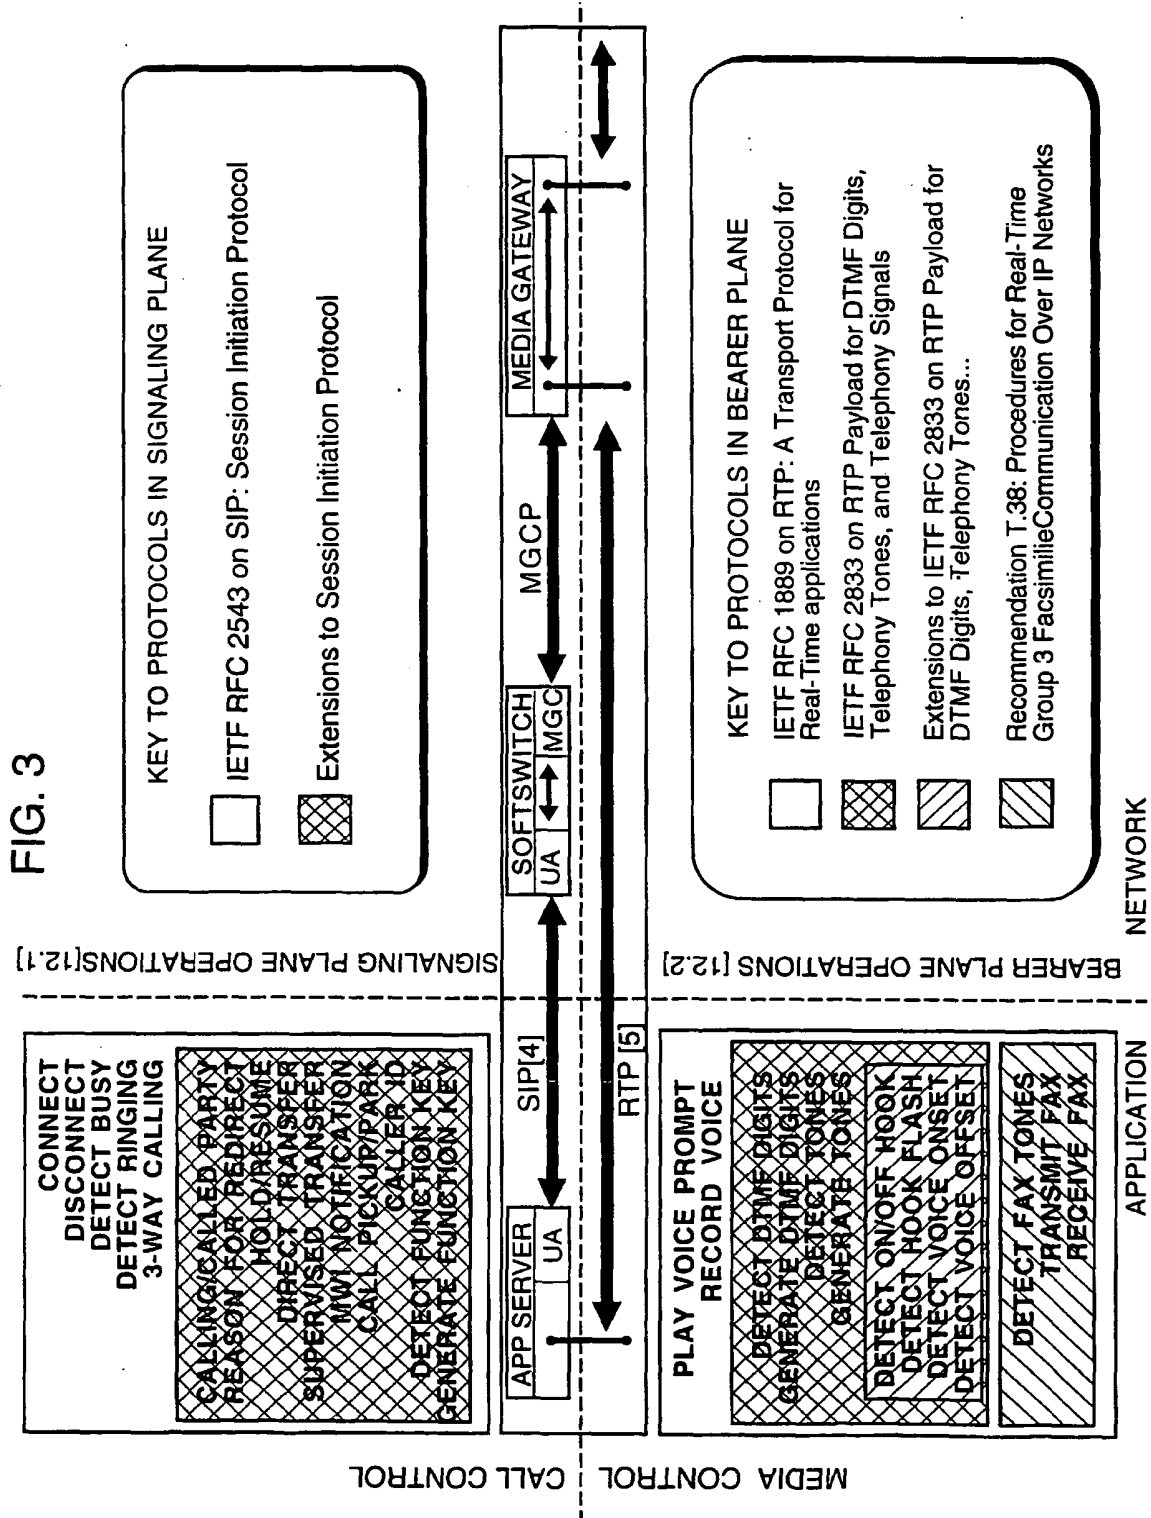 FIG. 3
CONNECT
DISCONNECT
DETECT BUSY
DETECT RINGING
3-WAY CALLING
CALLING/CALLED PARTY
REASON FOR REDIRECT
HOLD/RESUME
DIRECT TRANSFER
SUPERVISED TRANSFER
MWI NOTIFICATION
CALL PICKUP/PARK
CALLER ID
DETECT FUNCTION KEY
GENERATE FUNCTION KEY
SIGNALING PLANE OPERATIONS[12.1]
KEY TO PROTOCOLS IN SIGNALING PLANE
IETF RFC 2543 on SIP: Session Initiation Protocol
Extensions to Session Initiation Protocol
CALL CONTROL
APP SERVER
UA
SIP[4]
SOFTSWITCH
UA
MGC
MGCP
MEDIA GATEWAY
RTP [5]
MEDIA CONTROL
PLAY VOICE PROMPT
RECORD VOICE
DETECT DTMF DIGITS
GENERATE DTMF DIGITS
DETECT TONES
GENERATE TONES
DETECT ON/OFF HOOK
DETECT HOOK FLASH
DETECT VOICE ONSET
DETECT VOICE OFFSET
DETECT FAX TONES
TRANSMIT FAX
RECEIVE FAX
BEARER PLANE OPERATIONS [12.2]
KEY TO PROTOCOLS IN BEARER PLANE
IETF RFC 1889 on RTP: A Transport Protocol for
Real-Time applications
IETF RFC 2833 on RTP Payload for DTMF Digits,
Telephony Tones, and Telephony Signals
Extensions to IETF RFC 2833 on RTP Payload for
DTMF Digits, Telephony Tones...
Recommendation T.38: Procedures for Real-Time
Group 3 FacsimilieCommunication Over IP Networks
APPLICATION
NETWORK